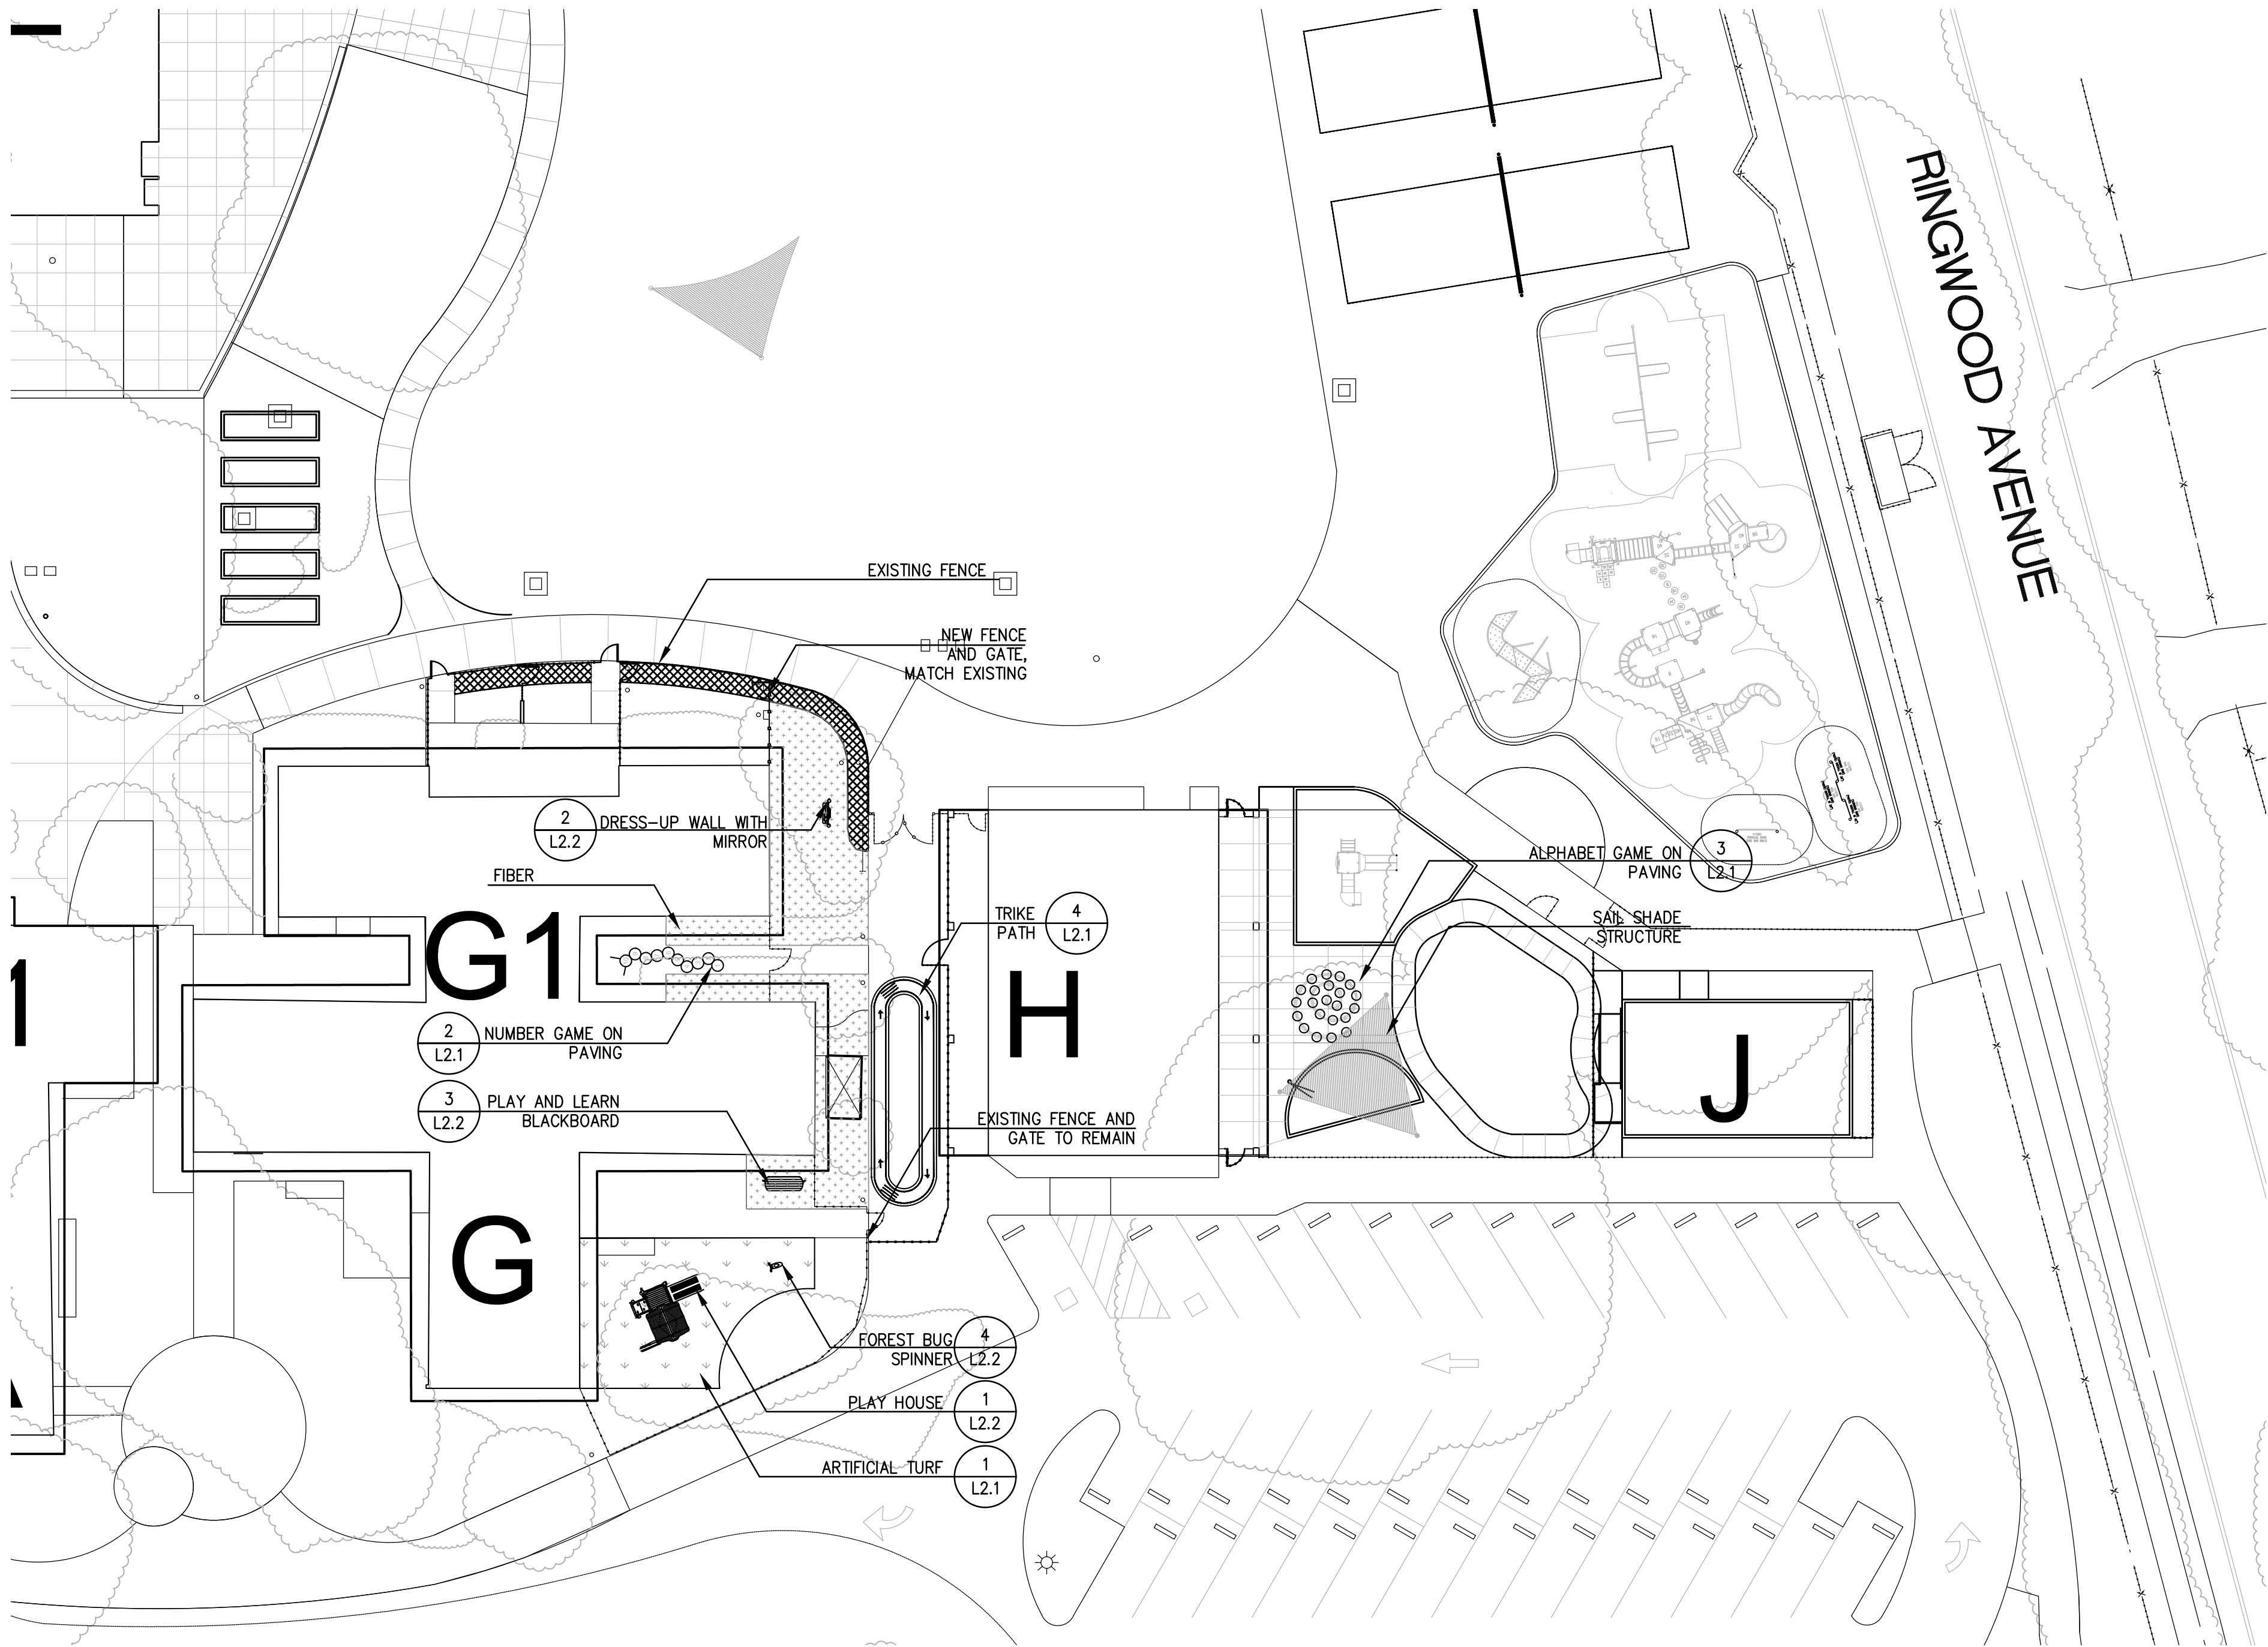 RINGWOOD AVENUE
EXISTING FENCE
NEW FENCE
AND GATE,
MATCH EXISTING
2
L2.2
DRESS-UP WALL WITH
MIRROR
FIBER
G1
TRIKE
PATH
4
L2.1
ALPHABET GAME ON
PAVING
3
L2.1
SAIL SHADE
STRUCTURE
1
H
J
2
L2.1
NUMBER GAME ON
PAVING
3
L2.2
PLAY AND LEARN
BLACKBOARD
EXISTING FENCE AND
GATE TO REMAIN
G
FOREST BUG
SPINNER
4
L2.2
PLAY HOUSE
1
L2.2
ARTIFICIAL TURF
1
L2.1